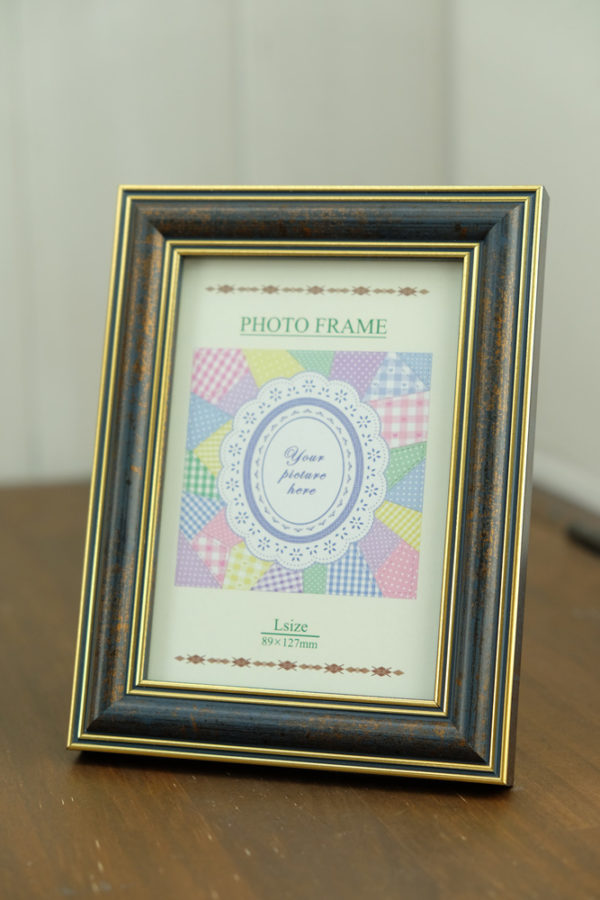 PHOTO FRAME
Your
picture
here
Lsize
89×127mm